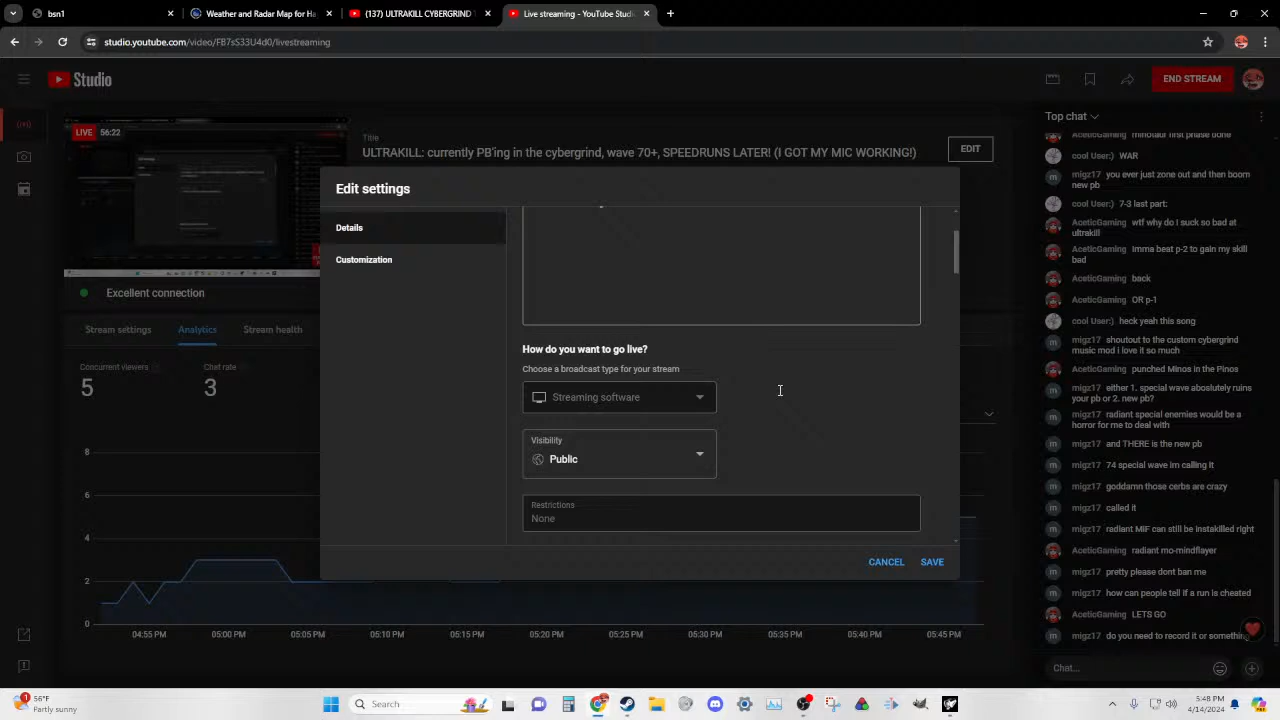 bsn1
Weather and Radar Map for Ha
(137) ULTRAKILL CYBERGRIND
Live streaming - YouTube Studio
studio.youtube.com/video/FB7sS33U4d0/livestreaming
Studio
END STREAM
LIVE 56:22
Title
ULTRAKILL: currently PB'ing in the cybergrind, wave 70+, SPEEDRUNS LATER! (I GOT MY MIC WORKING!)
EDIT
Excellent connection
Stream settings
Analytics
Stream health
Concurrent viewers
5
Chat rate
3
8
6
4
2
0
04:55 PM
05:00 PM
05:05 PM
05:10 PM
05:15 PM
05:20 PM
05:25 PM
05:30 PM
05:35 PM
05:40 PM
05:45 PM
Edit settings
Details
Customization
How do you want to go live?
Choose a broadcast type for your stream
Streaming software
Visibility
Public
Restrictions
None
CANCEL
SAVE
Top chat
AceticGaming minotaur first phase done
cool User:) WAR
migz17 you ever just zone out and then boom
new pb
cool User:) 7-3 last part:
AceticGaming wtf why do I suck so bad at
ultrakill
AceticGaming Imma beat p-2 to gain my skill
bad
AceticGaming back
AceticGaming OR p-1
cool User:) heck yeah this song
migz17 shoutout to the custom cybergrind
music mod i love it so much
AceticGaming punched Minos in the Pinos
migz17 either 1. special wave aboslutely ruins
your pb or 2. new pb?
migz17 radiant special enemies would be a
horror for me to deal with
migz17 and THERE is the new pb
migz17 74 special wave im calling it
migz17 goddamn those cerbs are crazy
migz17 called it
migz17 radiant MiF can still be instakilled right
AceticGaming radiant mo-mindflayer
migz17 pretty please dont ban me
migz17 how can people tell if a run is cheated
AceticGaming LETS GO
migz17 do you need to record it or something
Chat...
1
56°F
Partly sunny
Search
5:48 PM
4/14/2024